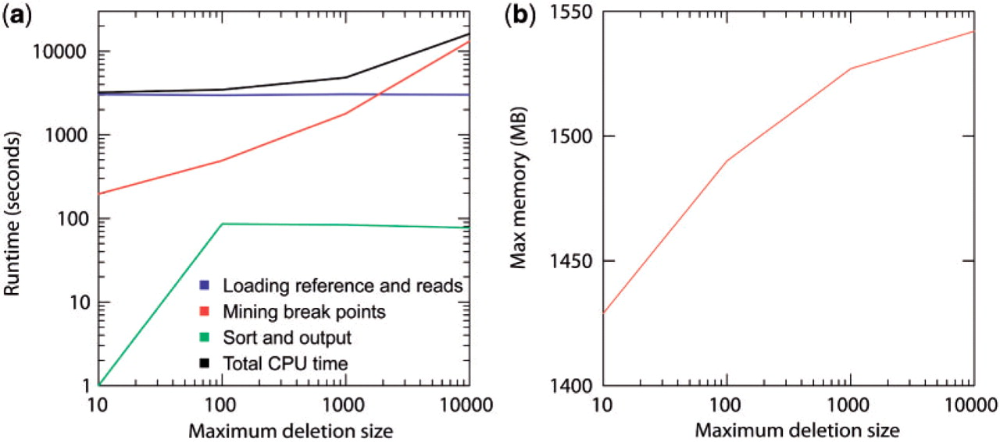 (a)
10000
1000
100
10
1
Runtime (seconds)
Loading reference and reads
Mining break points
Sort and output
Total CPU time
10 100 1000 10000
Maximum deletion size
(b)
1550
1500
1450
1400
Max memory (MB)
10 100 1000 10000
Maximum deletion size